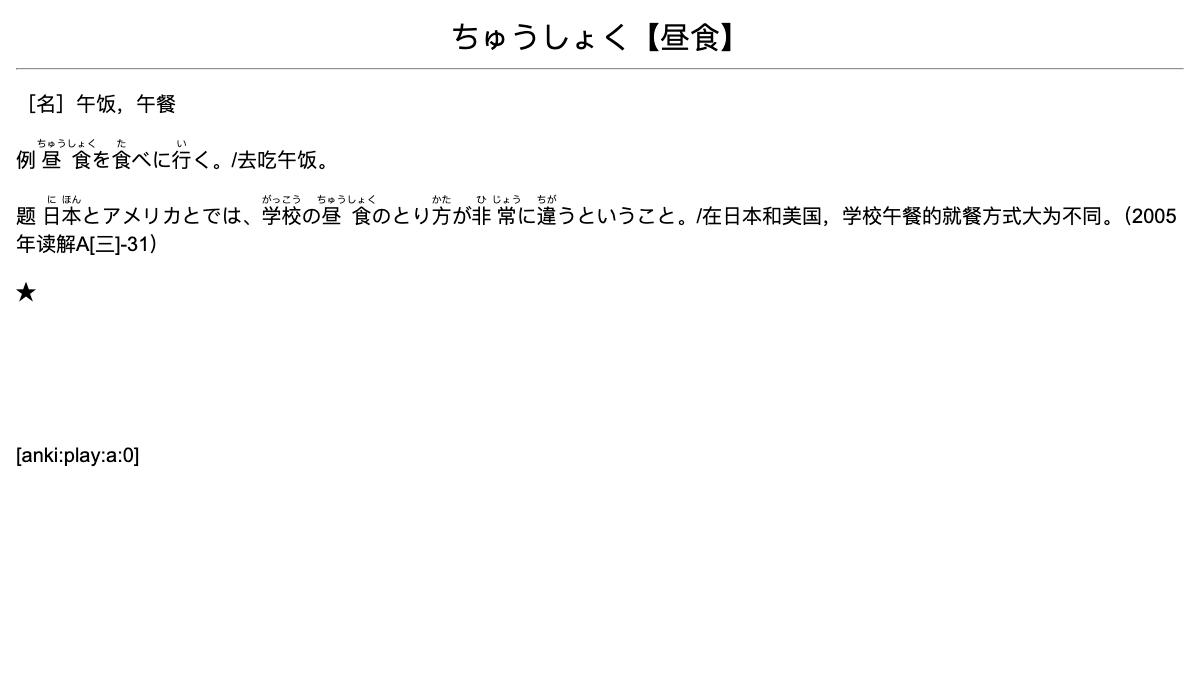 ちゅうしょく【昼食】
［名］午饭，午餐
ちゅうしょく た い
例 昼食を食べに行く。/去吃午饭。
に ほん がっこう ちゅうしょく かた ひ じょう ちが
题 日本とアメリカとでは、学校の昼食のとり方が非常に違うということ。/在日本和美国，学校午餐的就餐方式大为不同。（2005
年读解A[三]-31）
★
[anki:play:a:0]